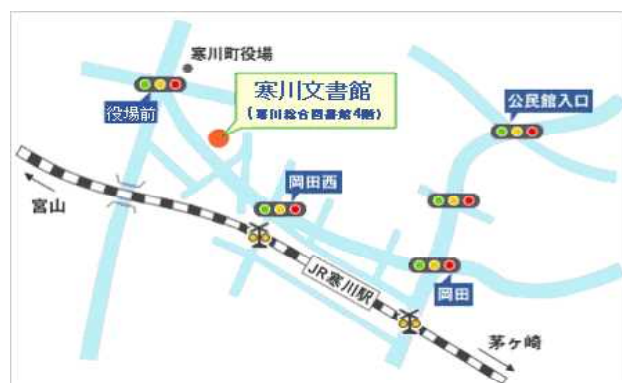 寒川町役場
役場前
寒川文書館
(寒川総合図書館4階)
公民館入口
岡田西
宮山
JR寒川駅
岡田
茅ヶ崎